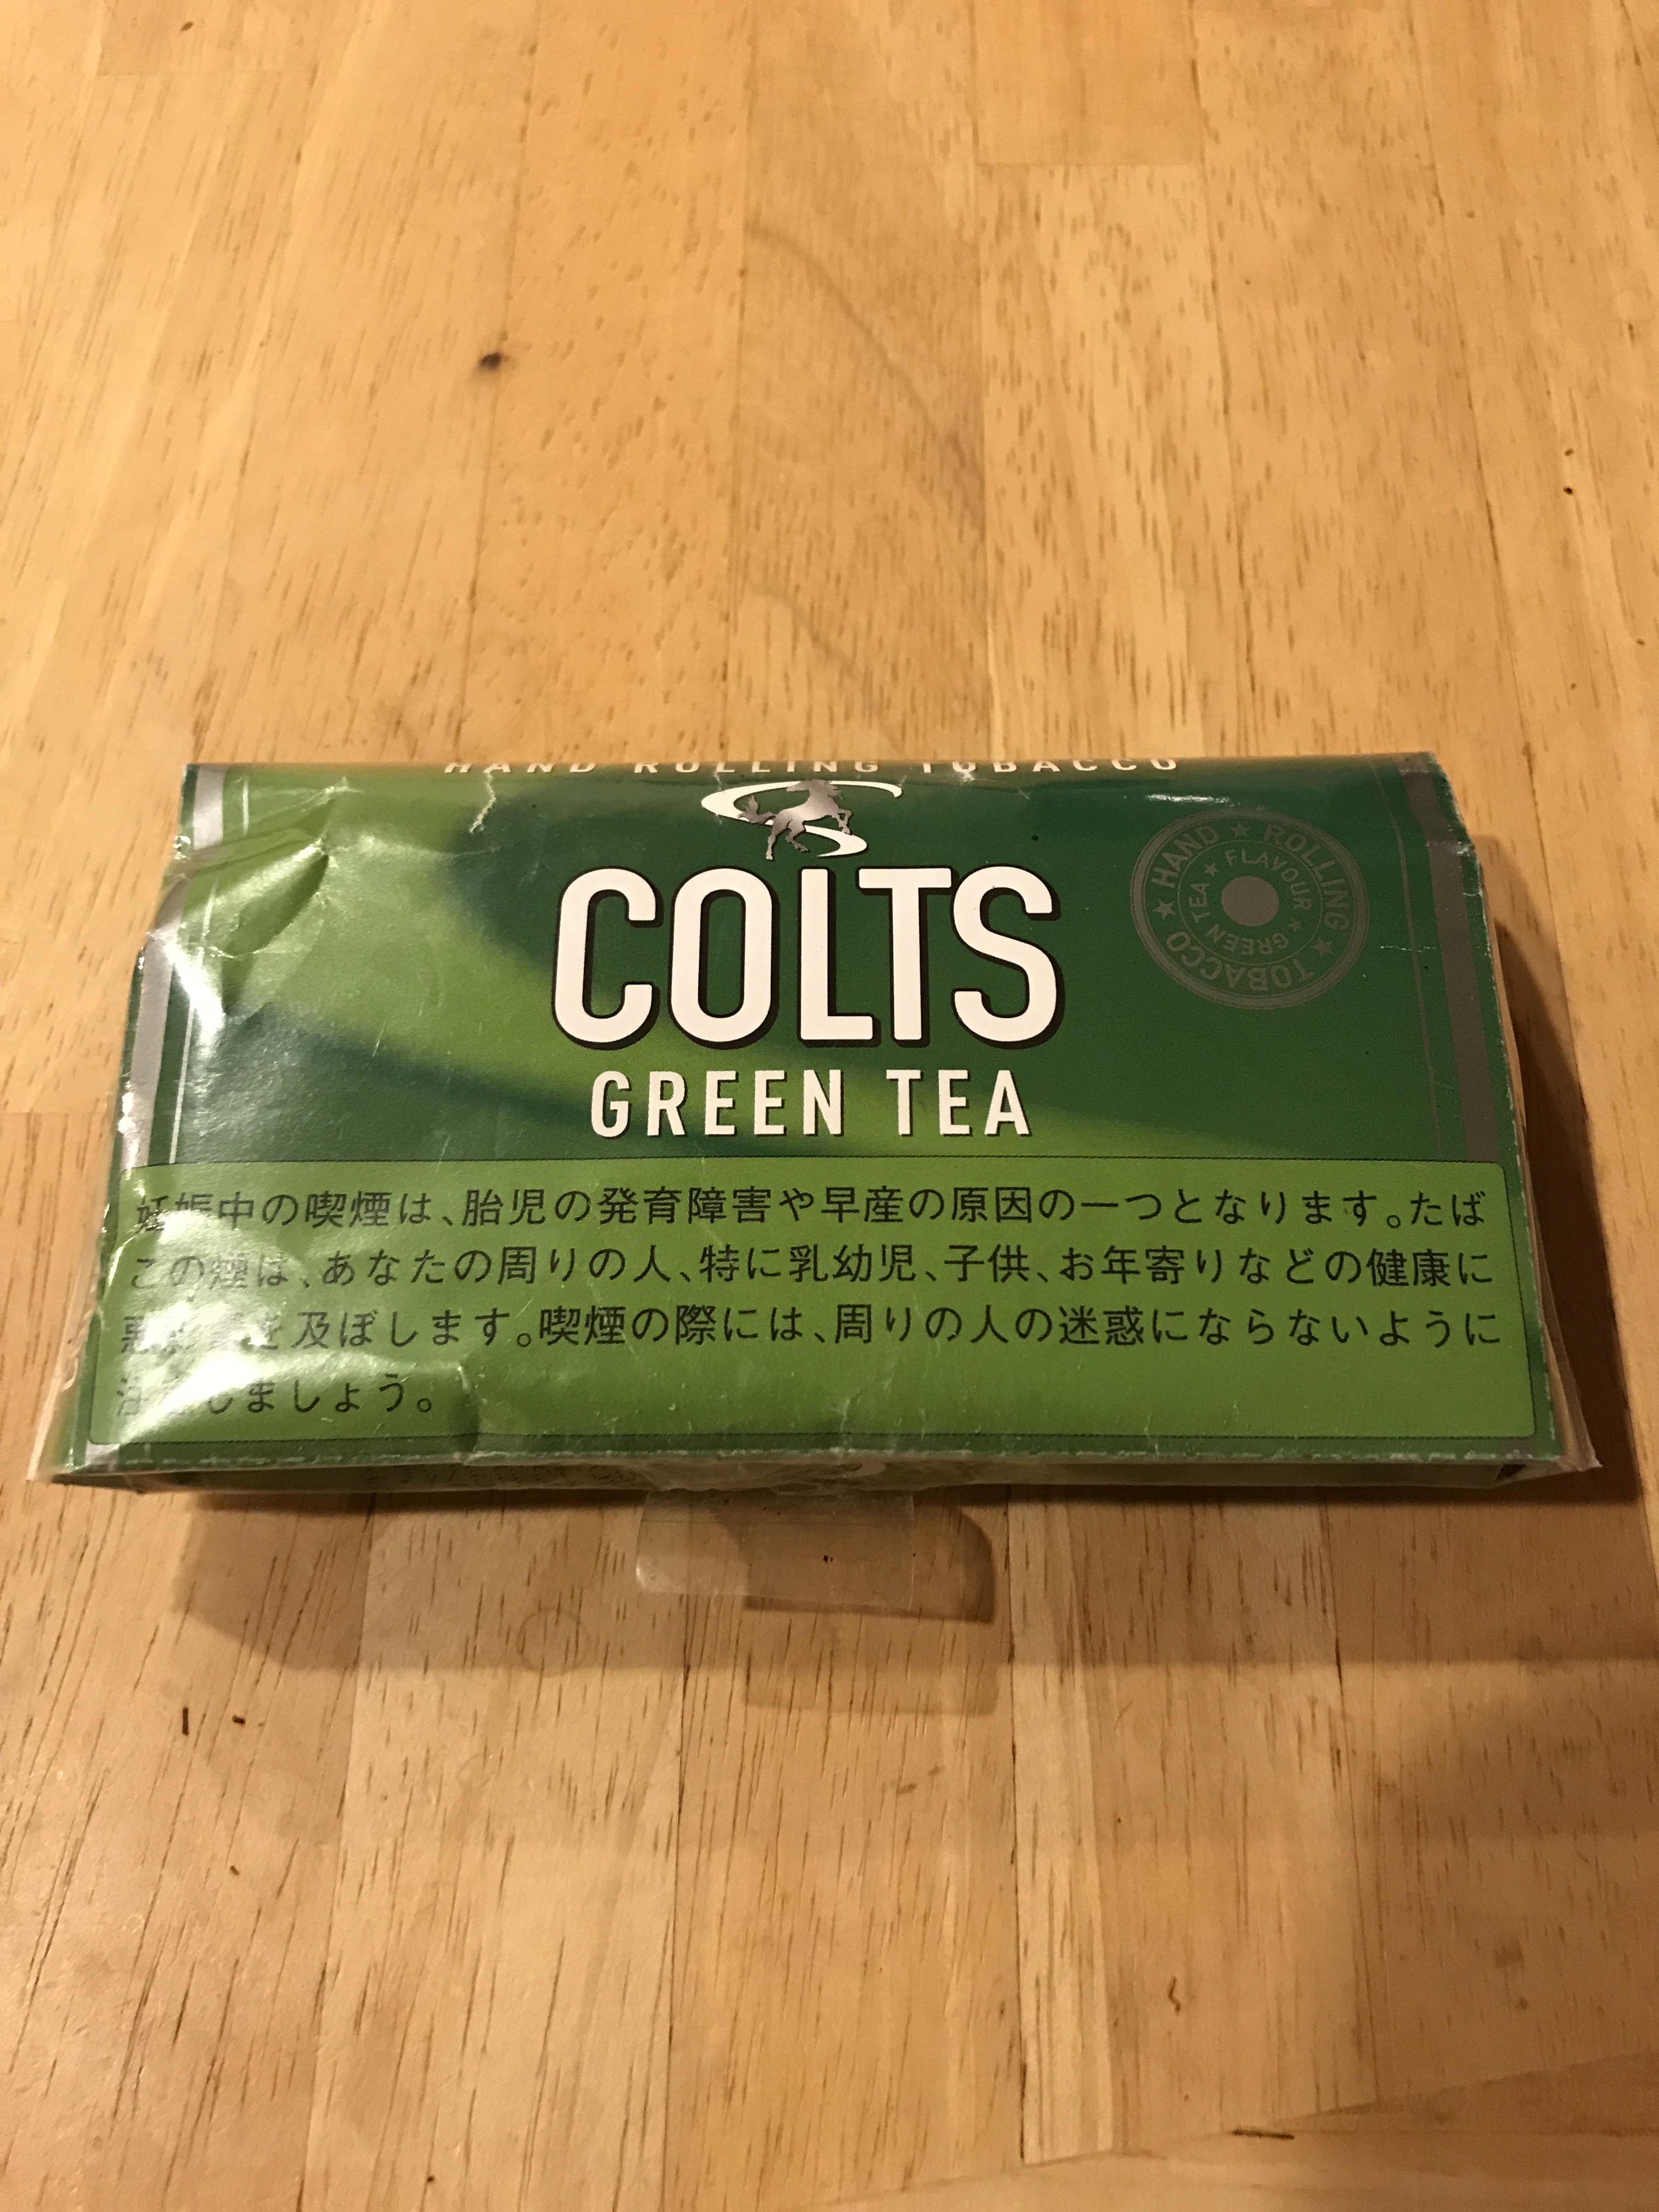 HAND ROLLING TOBACCO
COLTS
GREEN TEA
HAND ★ ROLLING ★ TOBACCO ★
FLAVOUR ★ GREEN TEA ★
妊娠中の喫煙は、胎児の発育障害や早産の原因の一つとなります。たば
この煙は、あなたの周りの人、特に乳幼児、子供、お年寄りなどの健康に
悪影響を及ぼします。喫煙の際には、周りの人の迷惑にならないように
注意しましょう。